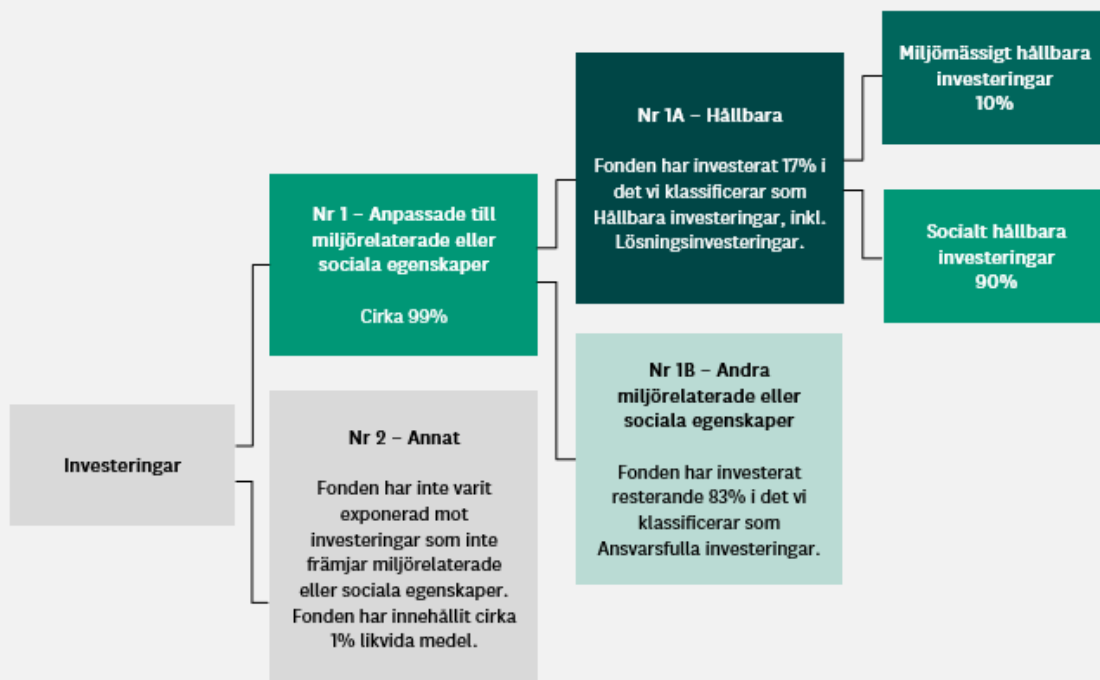 Investeringar
Nr 1 – Anpassade till
miljörelaterade eller
sociala egenskaper
Cirka 99%
Nr 2 – Annat
Fonden har inte varit
exponerad mot
investeringar som inte
främjar miljörelaterade
eller sociala egenskaper.
Fonden har innehållit cirka
1% likvida medel.
Nr 1A – Hållbara
Fonden har investerat 17% i
det vi klassificerar som
Hållbara investeringar, inkl.
Lösningsinvesteringar.
Nr 1B – Andra
miljörelaterade eller
sociala egenskaper
Fonden har investerat
resterande 83% i det vi
klassificerar som
Ansvarsfulla investeringar.
Miljömässigt hållbara
investeringar
10%
Socialt hållbara
investeringar
90%